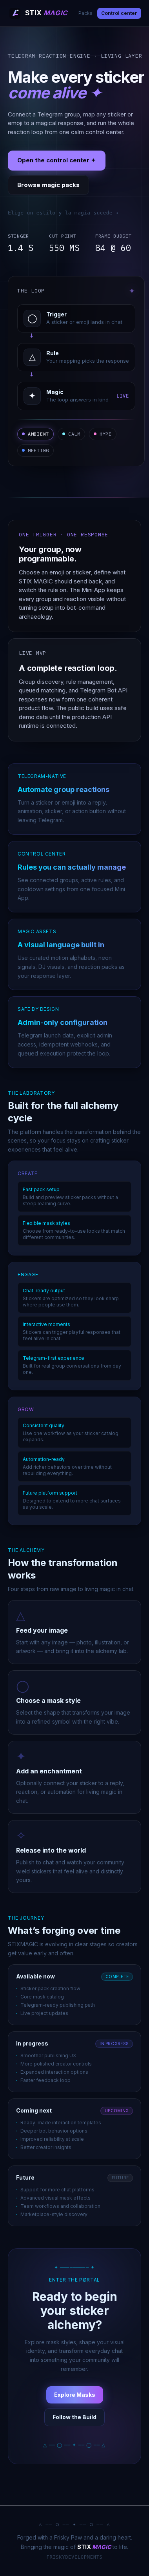 STIX MAGIC Packs Control center
TELEGRAM REACTION ENGINE · LIVING LAYER
Make every sticker
come alive ✦
Connect a Telegram group, map any sticky or
emoji to a magical response, and run the whole
reactor loop from one calm control center.
Open the control center ✦
Browse magic packs
STINGER CUT POINT FRAME BUDGET
1.4 S 550 MS 84 @ 60
THE LOOP
Trigger
A sticker or emoji lands in chat
↓
Rule
Your mapping picks the response
↓
Magic
The loop answers in kind
LIVE
AMBIENT CALM HYPE
MEETING
ONE TRIGGER · ONE RESPONSE
Your group, now
programmable.
Choose an emoji or sticker, define what
STIX MAGIC should send back, and
switch the rule on. The Mini App keeps
every group and reaction visible without
turning setup into bot-command
archaeology.
LIVE MVP
A complete reaction loop.
Group discovery, rule management,
queued matching, and Telegram Bot API
responses now form one coherent
product flow. The public build uses safe
stub data until the production API
runtime is connected.
TELEGRAM-NATIVE
Automate group reactions
Turn a sticker or emoji into a reply,
animation, sticker, or action button without
leaving Telegram.
CONTROL CENTER
Rules you can actually manage
See connected groups, active rules, and
cooldown settings from one focused Mini
App.
MAGIC ASSETS
A visual language built in
Use curated motion alphabets, neon
signals, DJ visuals, and reaction packs
as your response layer.
SAFE BY DESIGN
Admin-only configuration
Telegram launch data, explicit admin
access, idempotent webhooks, and
queued execution protect the loop.
THE LABORATORY
Built for the full alchemy
cycle
The platform handles the transformation behind the
scenes, so your focus stays on crafting sticker
experiences that feel alive.
CREATE
Fast pack setup
Build and preview sticker packs without a
steep learning curve.
Flexible mask styles
Choose from ready-to-use looks that match
different communities.
ENGAGE
Chat-ready output
Stickers are optimized so they look sharp
where people use them.
Interactive moments
Stickers can trigger playful responses that
feel alive in chat.
Telegram-first experience
Built for real group conversations from day
one.
GROW
Consistent quality
Use one workflow as your sticker catalog
expands.
Automation-ready
Add richer behaviors over time without
rebuilding everything.
Future platform support
Designed to extend to more chat surfaces
as you scale.
THE ALCHEMY
How the transformation
works
Four steps from raw image to living magic in chat.
Feed your image
Start with any image — photo, illustration, or
artwork — and bring it into the alchemy lab.
Choose a mask style
Select the shape that transforms your image
into a refined symbol with the right vibe.
Add an enchantment
Optionally connect your sticker to a reply,
reaction, or automation for living magic in
chat.
Release into the world
Publish to chat and watch your community
wield stickers that feel alive and distinctly
yours.
THE JOURNEY
What's forging over time
STIXMAGIC is evolving in clear stages so creators
get value early and often.
Available now COMPLETE
· Sticker pack creation flow
· Core mask catalog
· Telegram-ready publishing path
· Live project updates
In progress IN PROGRESS
· Smoother publishing UX
· More polished creator controls
· Expanded interaction options
· Faster feedback loop
Coming next UPCOMING
· Ready-made interaction templates
· Deeper bot behavior options
· Improved reliability at scale
· Better creator insights
Future FUTURE
· Support for more chat platforms
· Advanced visual mask effects
· Team workflows and collaboration
· Marketplace-style discovery
ENTER THE PORTAL
Ready to begin
your sticker
alchemy?
Explore mask styles, shape your visual
identity, and transform everyday chat
into something your community will
remember.
Explore Masks
Follow the Build
Forged with a Frisky Paw and a daring heart.
Bringing the magic of STIX MAGIC to life.
FRISKYDEVELOPMENTS